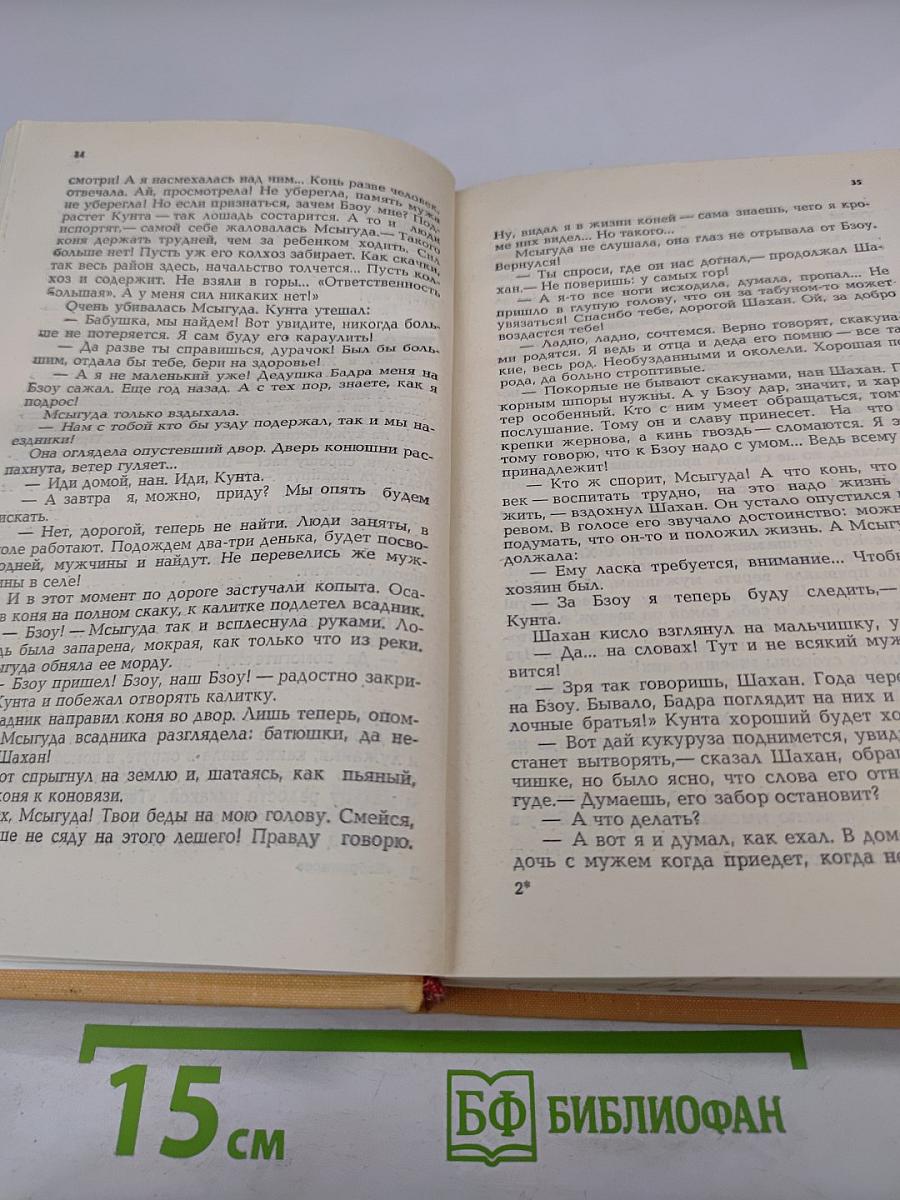 34
смотри! А я насмехалась над ним... Конь разве человек,
отвечала. Ай, просмотрела! Не уберегла, память мужа
не уберегла! Но если признаться, зачем Бзоу мне? Под-
растет Кунта — так лошадь состарится. А то и люди
испортят,— самой себе жаловалась Мсыгуда.— Такого
коня держать трудней, чем за ребенком ходить. Сил
больше нет! Пусть уж его колхоз забирает. Как скачки,
так весь район здесь, начальство толчется... Пусть кол-
хоз и содержит. Не взяли в горы... «Ответственность
большая». А у меня сил никаких нет!»
Очень убивалась Мсыгуда. Кунта утешал:
— Бабушка, мы найдем! Вот увидите, никогда боль-
ше не потеряется. Я сам буду его караулить!
— Да разве ты справишься, дурачок! Был бы боль-
шим, отдала бы тебе, бери на здоровье!
— А я не маленький уже! Дедушка Бадра меня на
Бзоу сажал. Еще год назад. А с тех пор, знаете, как я
подрос!
Мсыгуда только вздыхала.
— Нам с тобой кто бы узду подержал, так и мы на-
ездники!
Она оглядела опустевший двор. Дверь конюшни рас-
пахнута, ветер гуляет...
— Иди домой, нан. Иди, Кунта.
— А завтра я, можно, приду? Мы опять будем
искать.
— Нет, дорогой, теперь не найти. Люди заняты, в
оле работают. Подождем два-три денька, будет посво-
одней, мужчины и найдут. Не перевелись же муж-
ины в селе!
И в этот момент по дороге застучали копыта. Оса-
в коня на полном скаку, к калитке подлетел всадник.
— Бзоу! — Мсыгуда так и всплеснула руками. Ло-
дь была запарена, мокрая, как только что из реки.
ыгуда обняла ее морду.
- Бзоу пришел! Бзоу, наш Бзоу! — радостно закри-
Кунта и побежал отворять калитку.
адник направил коня во двор. Лишь теперь, опом-
Мсыгуда всадника разглядела: батюшки, да не-
Шахан!
от спрыгнул на землю и, шатаясь, как пьяный,
коня к коновязи.
х, Мсыгуда! Твои беды на мою голову. Смейся,
ше не сяду на этого лешего! Правду говорю.
35
Ну, видал я в жизни коней — сама знаешь, чего я кро-
ме них видел... Но такого...
Мсыгуда не слушала, она глаз не отрывала от Бзоу.
Вернулся!
— Ты спроси, где он нас догнал,— продолжал Ша-
хан.— Не поверишь: у самых гор!
— А я-то все ноги исходила, думала, пропал... Не
пришло в глупую голову, что он за табуном-то может
увязаться! Спасибо тебе, дорогой Шахан. Ой, за добро
воздастся тебе!
— Ладно, ладно, сочтемся. Верно говорят, скакуна-
ми родятся. Я ведь и отца и деда его помню — все та-
кие, весь род. Необузданными и околели. Хорошая по-
рода, да больно строптивые.
— Покорные не бывают скакунами, нан Шахан. П
корным шпоры нужны. А у Бзоу дар, значит, и хар
тер особенный. Кто с ним умеет обращаться, тому
послушание. Тому он и славу принесет. На что
крепки жернова, а кинь гвоздь — сломаются. Я э
тому говорю, что к Бзоу надо с умом... Ведь всему
принадлежит!
— Кто ж спорит, Мсыгуда! А что конь, что
век — воспитать трудно, на это надо жизнь
жить,— вздохнул Шахан. Он устало опустился
ревом. В голосе его звучало достоинство: можн
подумать, что он-то и положил жизнь. А Мсыгу
должала:
— Ему ласка требуется, внимание... Чтобы
хозяин был.
— За Бзоу я теперь буду следить,—
Кунта.
Шахан кисло взглянул на мальчишку, у
— Да... на словах! Тут и не всякий муж
вится!
— Зря так говоришь, Шахан. Года чере
на Бзоу. Бывало, Бадра поглядит на них и
лочные братья!» Кунта хороший будет хо
— Вот дай кукуруза поднимется, увид
станет вытворять,— сказал Шахан, обращ
чишке, но было ясно, что слова его отн
гуде.— Думаешь, его забор остановит?
— А что делать?
— А вот я и думал, как ехал. В дом
дочь с мужем когда приедет, когда не
2*
15 см
БФ БИБЛИОФАН